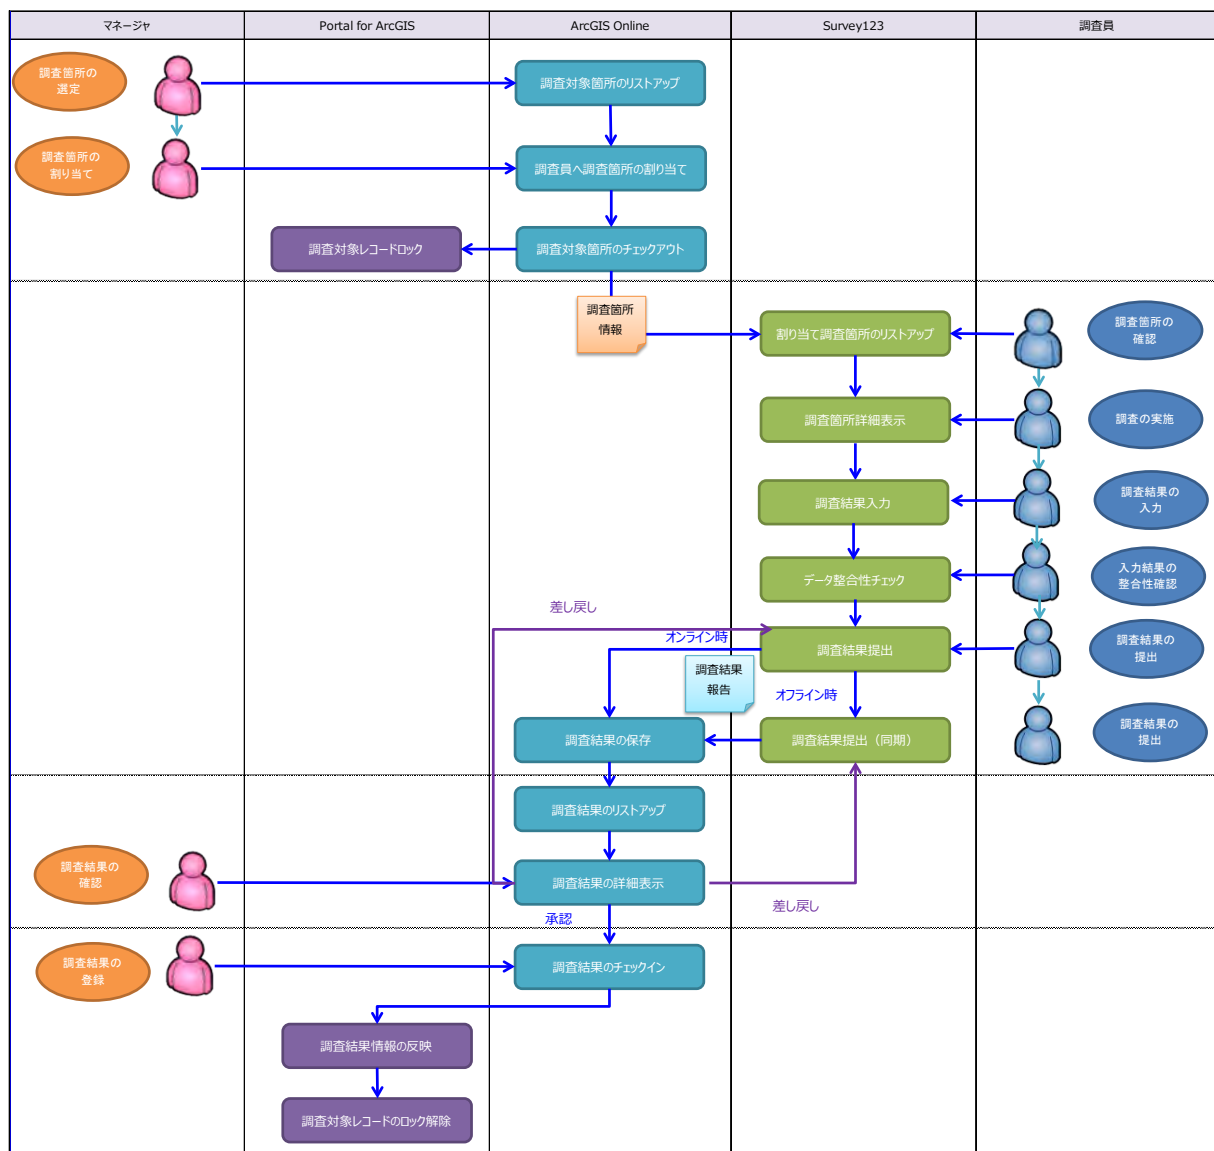 マネージャ
Portal for ArcGIS
ArcGIS Online
Survey123
調査員
調査箇所の
選定
調査対象箇所のリストアップ
調査箇所の
割り当て
調査員へ調査箇所の割り当て
調査対象レコードロック
調査対象箇所のチェックアウト
調査箇所
情報
割り当て調査箇所のリストアップ
調査箇所の
確認
調査箇所詳細表示
調査の実施
調査結果入力
調査結果の
入力
データ整合性チェック
入力結果の
整合性確認
差し戻し
オンライン時
調査結果提出
調査結果の
提出
調査結果
報告
オフライン時
調査結果の保存
調査結果提出（同期）
調査結果の
提出
調査結果のリストアップ
調査結果の
確認
調査結果の詳細表示
差し戻し
承認
調査結果の
登録
調査結果のチェックイン
調査結果情報の反映
調査対象レコードのロック解除